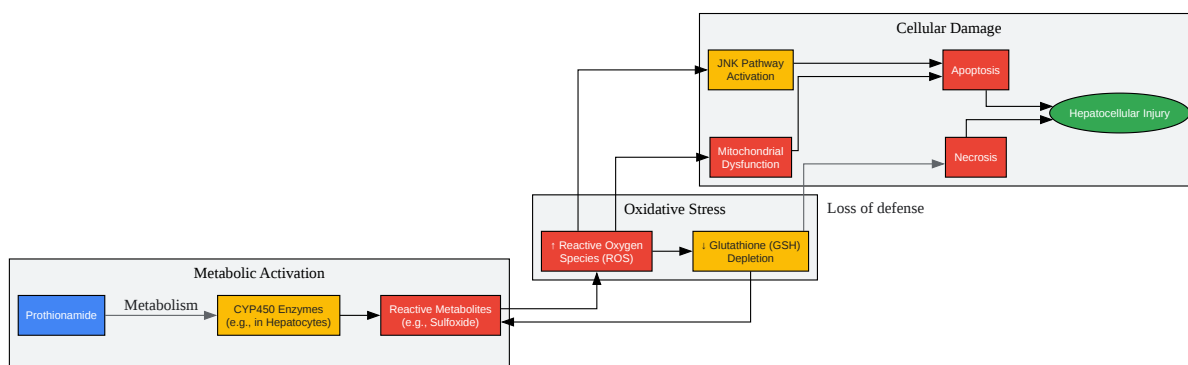 Cellular Damage
JNK Pathway
Activation
Apoptosis
Hepatocellular Injury
Mitochondrial
Dysfunction
Necrosis
Oxidative Stress
Loss of defense
↑ Reactive Oxygen
Species (ROS)
↓ Glutathione (GSH)
Depletion
Metabolic Activation
Prothionamide
Metabolism
CYP450 Enzymes
(e.g., in Hepatocytes)
Reactive Metabolites
(e.g., Sulfoxide)